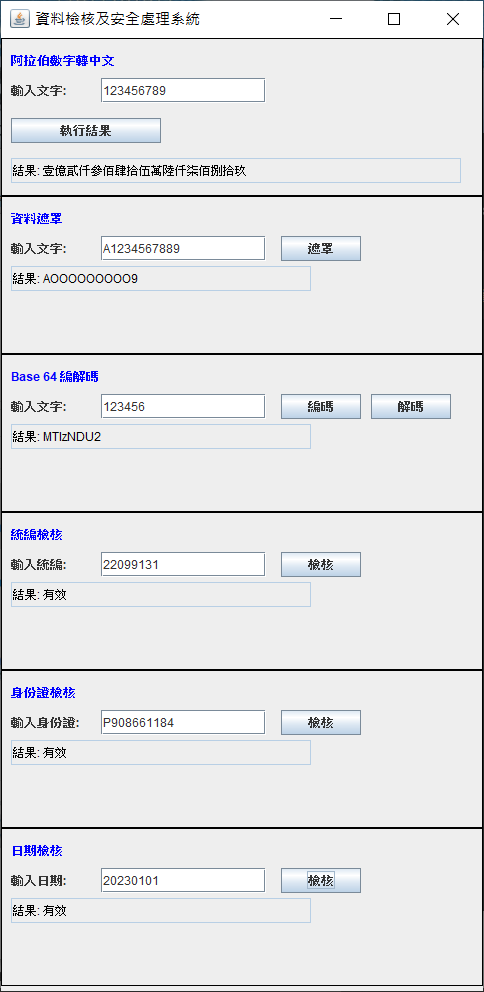 資料檢核及安全處理系統
阿拉伯數字轉中文
輸入文字: 123456789
執行結果
結果: 壹億貳仟參佰肆拾伍萬陸仟柒佰捌拾玖
資料遮罩
輸入文字: A1234567889 遮罩
結果: AOOOOOOOOO9
Base 64 編解碼
輸入文字: 123456 編碼 解碼
結果: MTIzNDU2
統編檢核
輸入統編: 22099131 檢核
結果: 有效
身份證檢核
輸入身份證: P908661184 檢核
結果: 有效
日期檢核
輸入日期: 20230101 檢核
結果: 有效